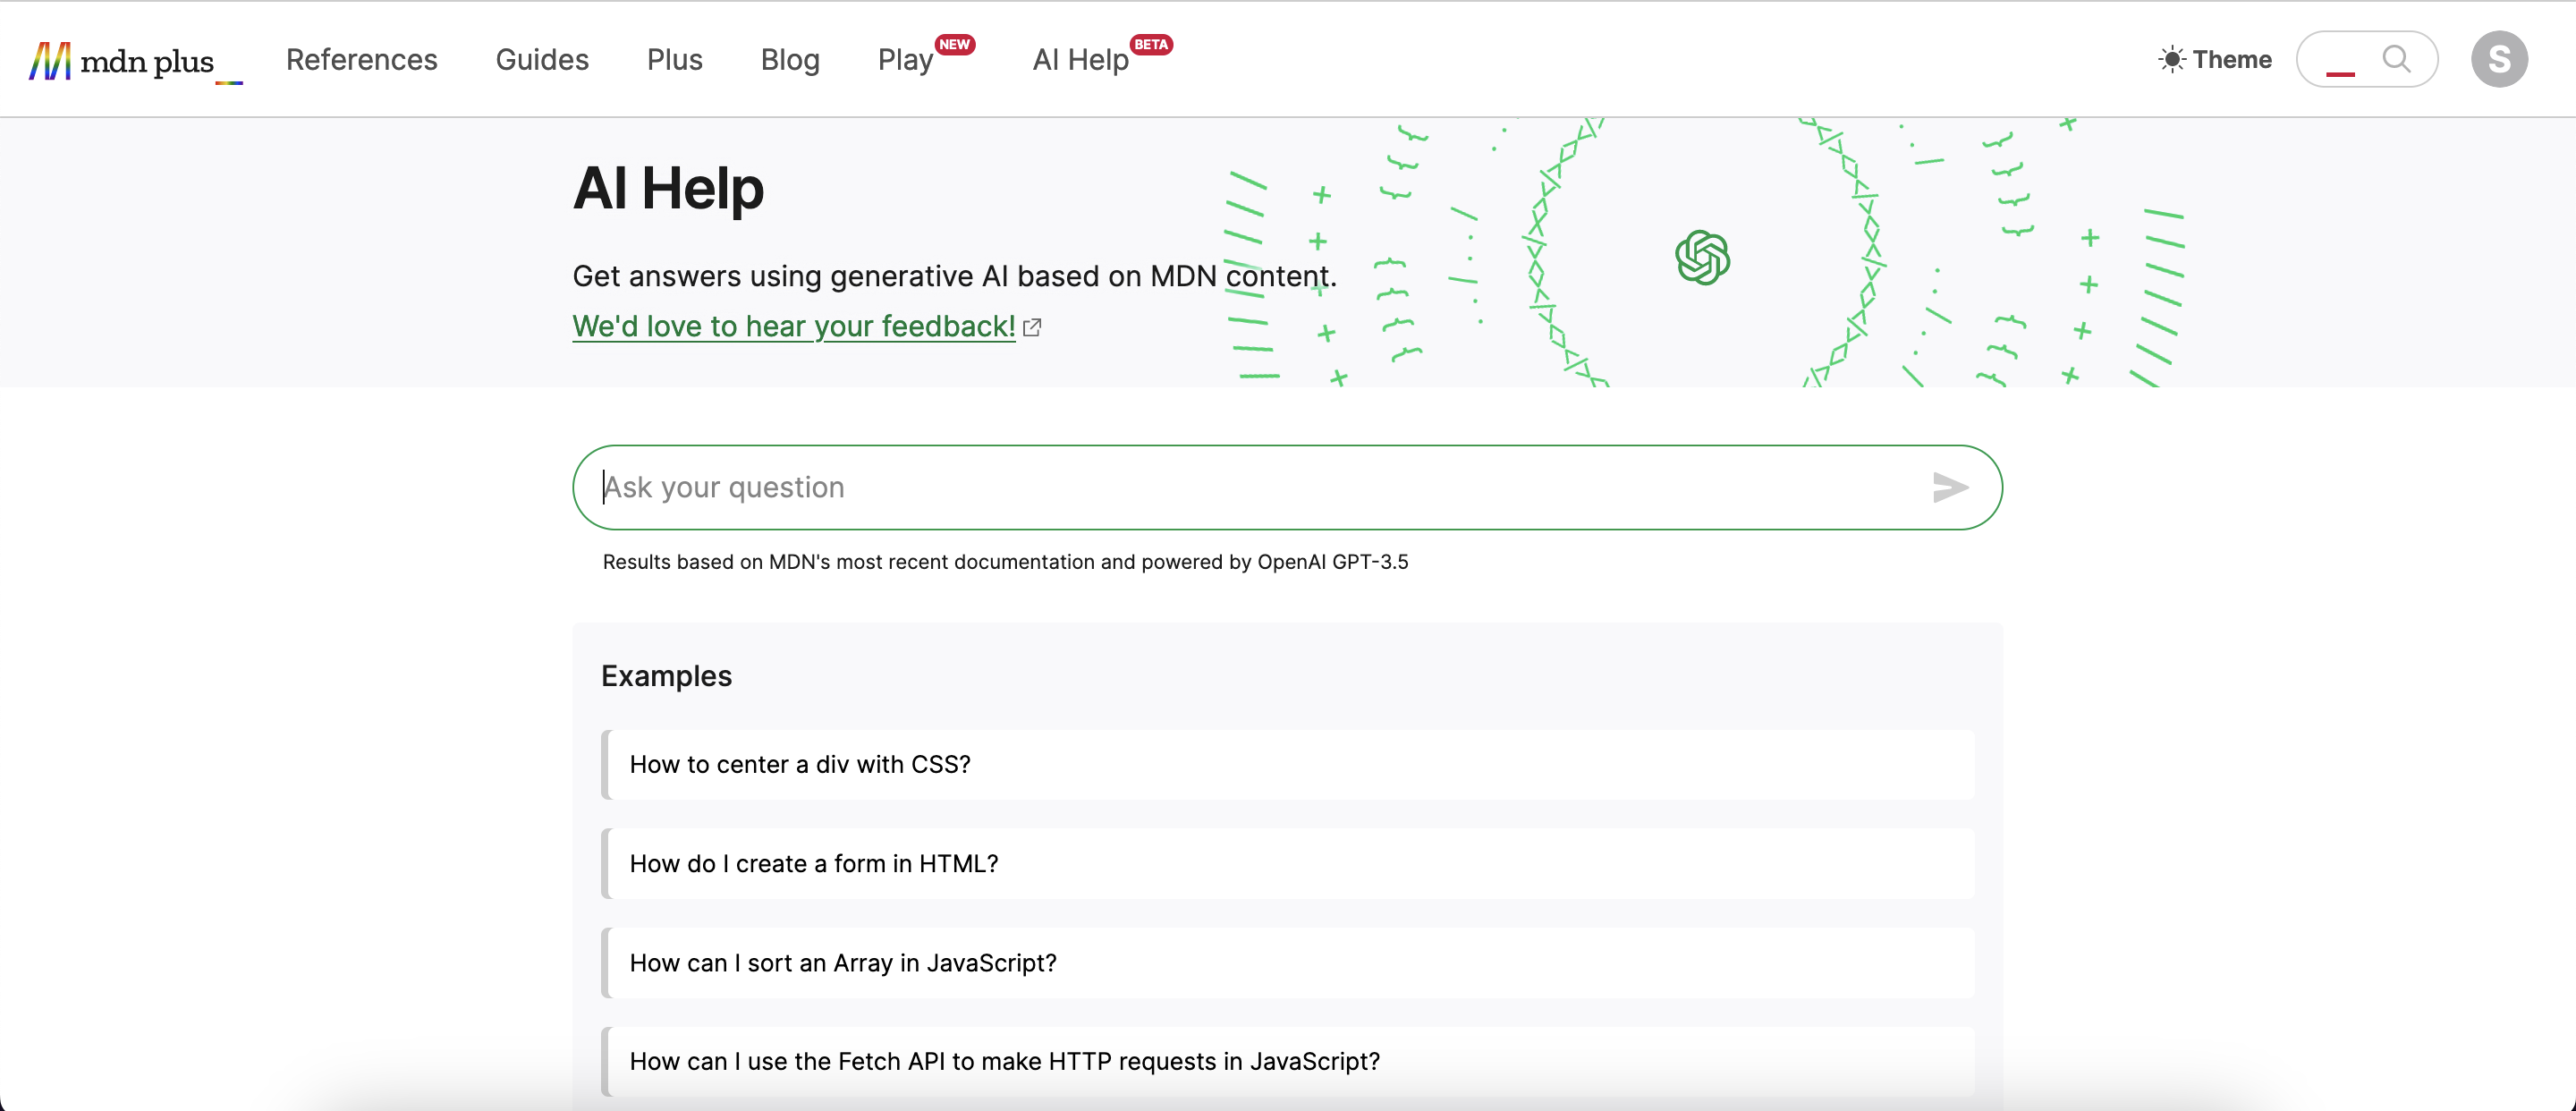 mdn plus_
References
Guides
Plus
Blog
Play
NEW
AI Help
BETA
Theme
S
AI Help
Get answers using generative AI based on MDN content.
We'd love to hear your feedback!
Ask your question
Results based on MDN's most recent documentation and powered by OpenAI GPT-3.5
Examples
How to center a div with CSS?
How do I create a form in HTML?
How can I sort an Array in JavaScript?
How can I use the Fetch API to make HTTP requests in JavaScript?